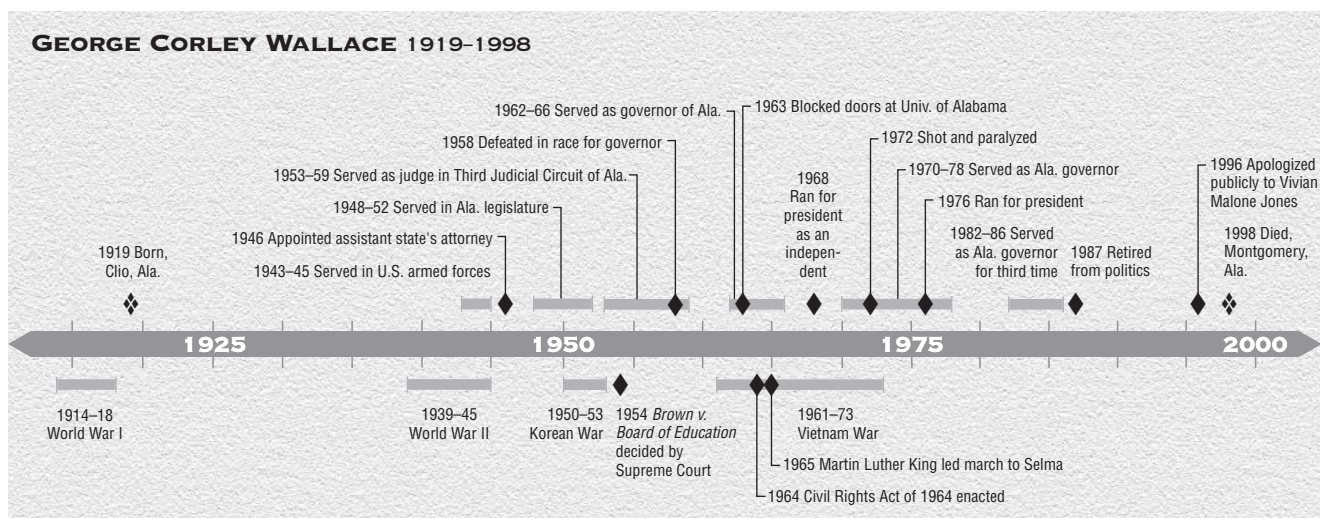 GEORGE CORLEY WALLACE 1919–1998
1962–66 Served as governor of Ala.
1963 Blocked doors at Univ. of Alabama
1958 Defeated in race for governor
1972 Shot and paralyzed
1953–59 Served as judge in Third Judicial Circuit of Ala.
1970–78 Served as Ala. governor
1948–52 Served in Ala. legislature
1976 Ran for president
1946 Appointed assistant state's attorney
1943–45 Served in U.S. armed forces
1919 Born,
Clio, Ala.
1968
Ran for
president
as an
indepen-
dent
1982–86 Served
as Ala. governor
for third time
1987 Retired
from politics
1996 Apologized
publicly to Vivian
Malone Jones
1998 Died,
Montgomery,
Ala.
1925
1950
1975
2000
1914–18
World War I
1939–45
World War II
1950–53
Korean War
1954 Brown v.
Board of Education
decided by
Supreme Court
1961–73
Vietnam War
1965 Martin Luther King led march to Selma
1964 Civil Rights Act of 1964 enacted